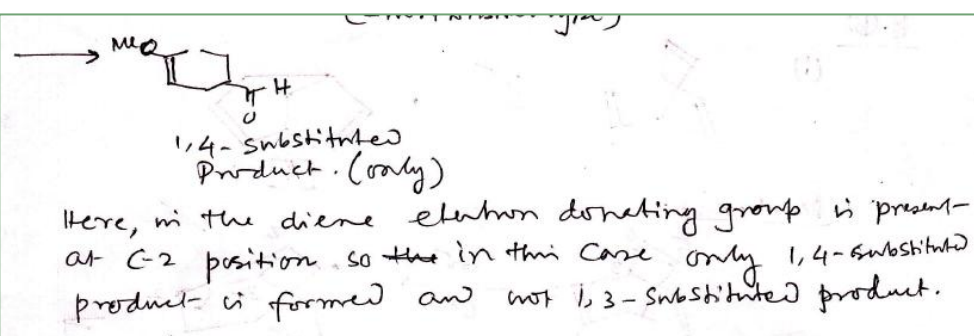 MeO
H
O
1,4-substituted
Product. (only)
Here, in the diene electron donating group is present
at C-2 position so the in this case only 1,4-substituted
product is formed and not 1,3-substituted product.